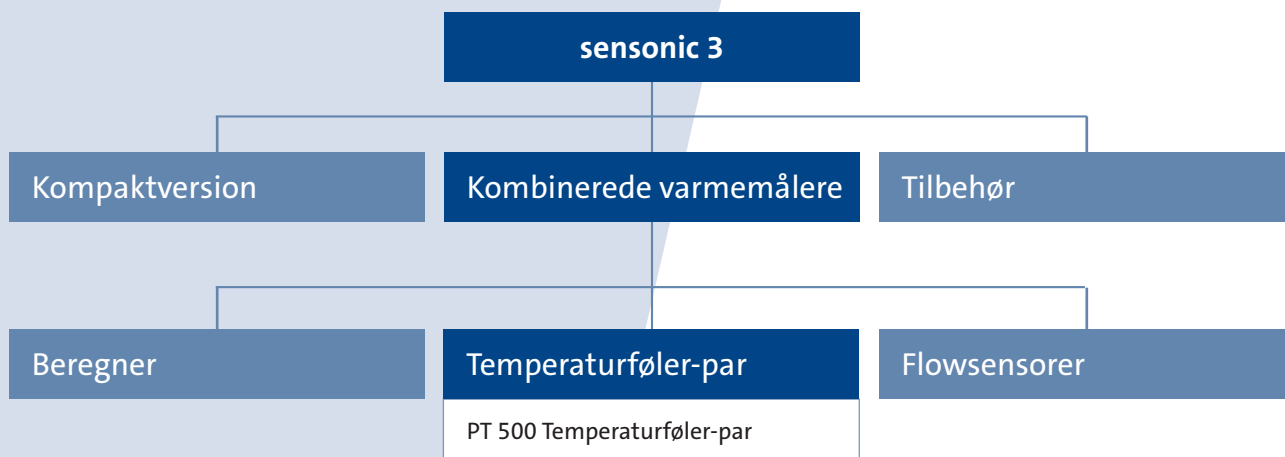 sensonic 3
Kompaktversion
Kombinerede varmemålere
Tilbehør
Beregner
Temperaturføler-par
Flowsensorer
PT 500 Temperaturføler-par